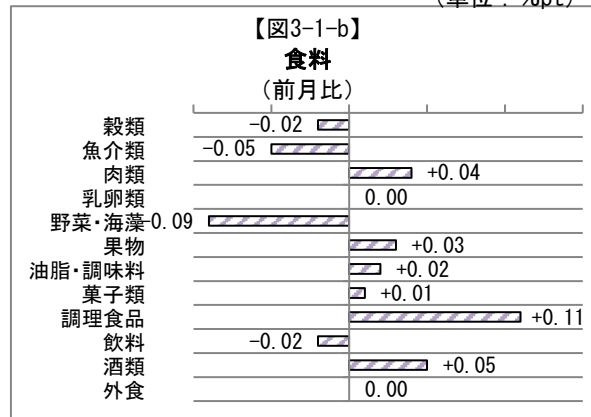 (単位：%pt)
【図3-1-b】
食料
(前月比)
穀類 -0.02
魚介類 -0.05
肉類 +0.04
乳卵類 0.00
野菜・海藻 -0.09
果物 +0.03
油脂・調味料 +0.02
菓子類 +0.01
調理食品 +0.11
飲料 -0.02
酒類 +0.05
外食 0.00